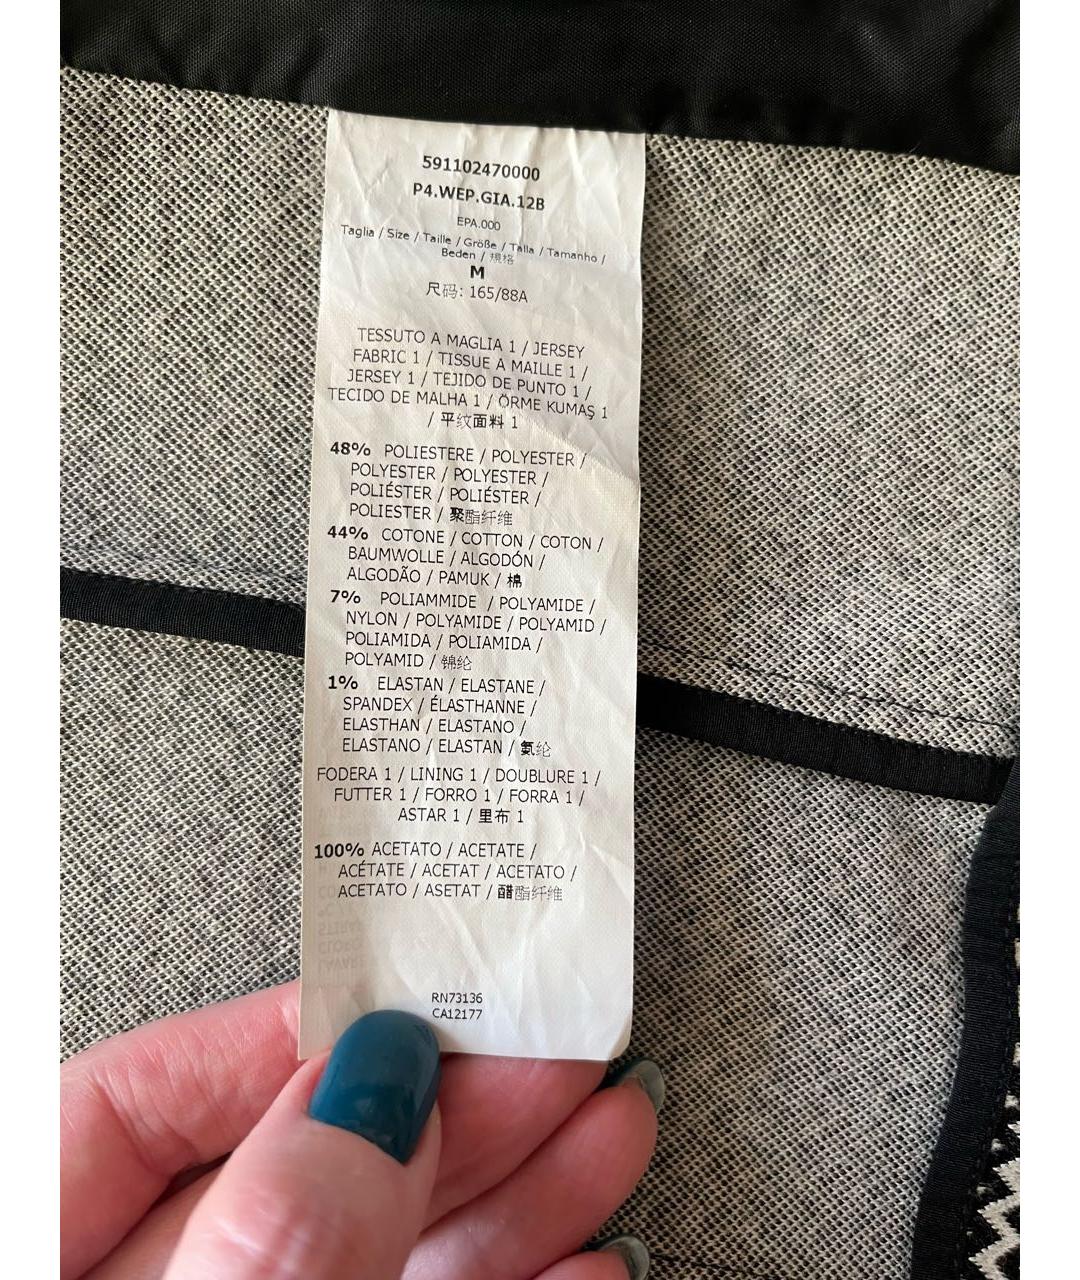 591102470000
P4.WEP.GIA.12B
EPA.000
Taglia / Size / Taille / Größe / Talla / Tamanho /
Beden / 規格
M
尺码: 165/88A
TESSUTO A MAGLIA 1 / JERSEY
FABRIC 1 / TISSUE A MAILLE 1 /
JERSEY 1 / TEJIDO DE PUNTO 1 /
TECIDO DE MALHA 1 / ÖRME KUMAŞ 1
/ 平纹面料 1
48% POLIESTERE / POLYESTER /
POLYESTER / POLYESTER /
POLIÉSTER / POLIÉSTER /
POLIESTER / 聚酯纤维
44% COTONE / COTTON / COTON /
BAUMWOLLE / ALGODÓN /
ALGODÃO / PAMUK / 棉
7% POLIAMMIDE / POLYAMIDE /
NYLON / POLYAMIDE / POLYAMID /
POLIAMIDA / POLIAMIDA /
POLYAMID / 锦纶
1% ELASTAN / ELASTANE /
SPANDEX / ÉLASTHANNE /
ELASTHAN / ELASTANO /
ELASTANO / ELASTAN / 氨纶
FODERA 1 / LINING 1 / DOUBLURE 1 /
FUTTER 1 / FORRO 1 / FORRA 1 /
ASTAR 1 / 里布 1
100% ACETATO / ACETATE /
ACÉTATE / ACETAT / ACETATO /
ACETATO / ASETAT / 醋酯纤维
RN73136
CA12177